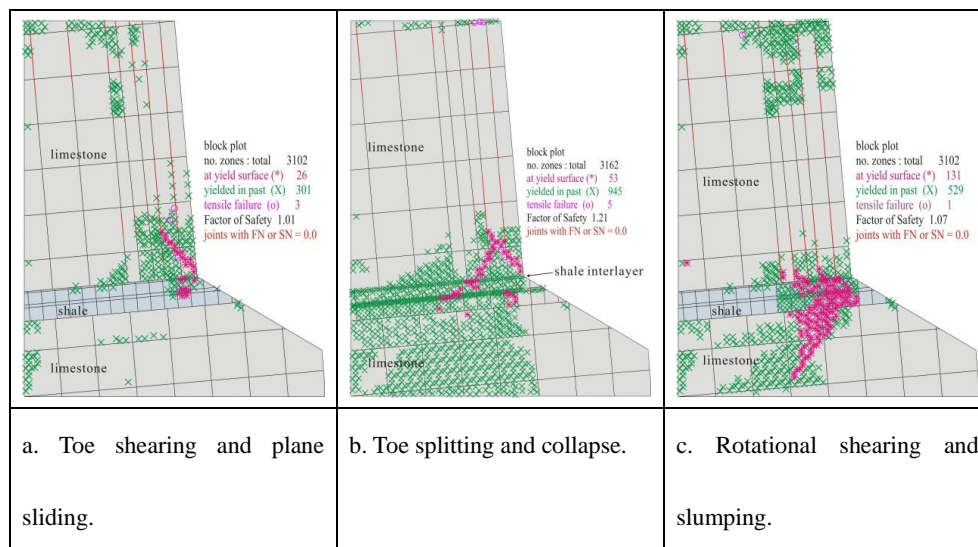 limestone
shale
limestone
block plot
no. zones : total 3102
at yield surface (*) 26
yielded in past (X) 301
tensile failure (o) 3
Factor of Safety 1.01
joints with FN or SN = 0.0
limestone
limestone
block plot
no. zones : total 3162
at yield surface (*) 53
yielded in past (X) 945
tensile failure (o) 5
Factor of Safety 1.21
joints with FN or SN = 0.0
shale interlayer
limestone
shale
limestone
block plot
no. zones : total 3102
at yield surface (*) 131
yielded in past (X) 529
tensile failure (o) 1
Factor of Safety 1.07
joints with FN or SN = 0.0
a. Toe shearing and plane
sliding.
b. Toe splitting and collapse.
c. Rotational shearing and
slumping.